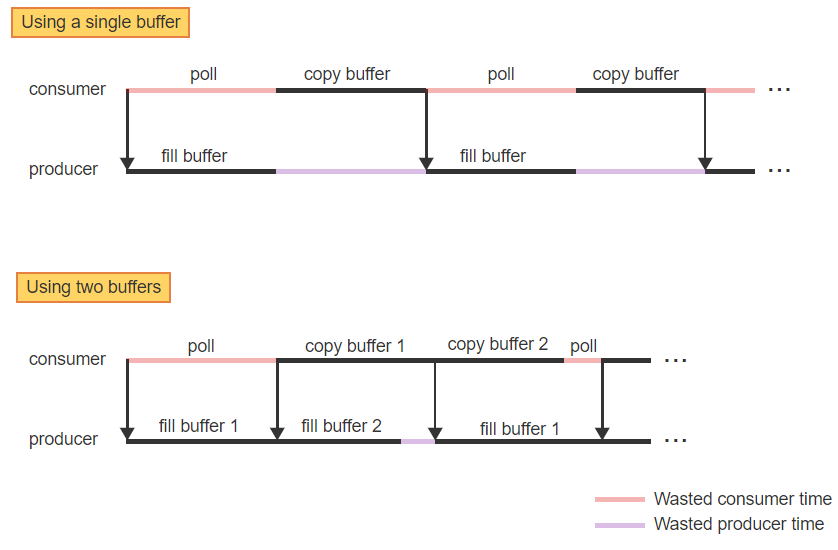 Using a single buffer
poll copy buffer poll copy buffer
consumer ...
fill buffer fill buffer
producer ...
Using two buffers
poll copy buffer 1 copy buffer 2 poll
consumer ...
fill buffer 1 fill buffer 2 fill buffer 1
producer ...
Wasted consumer time
Wasted producer time